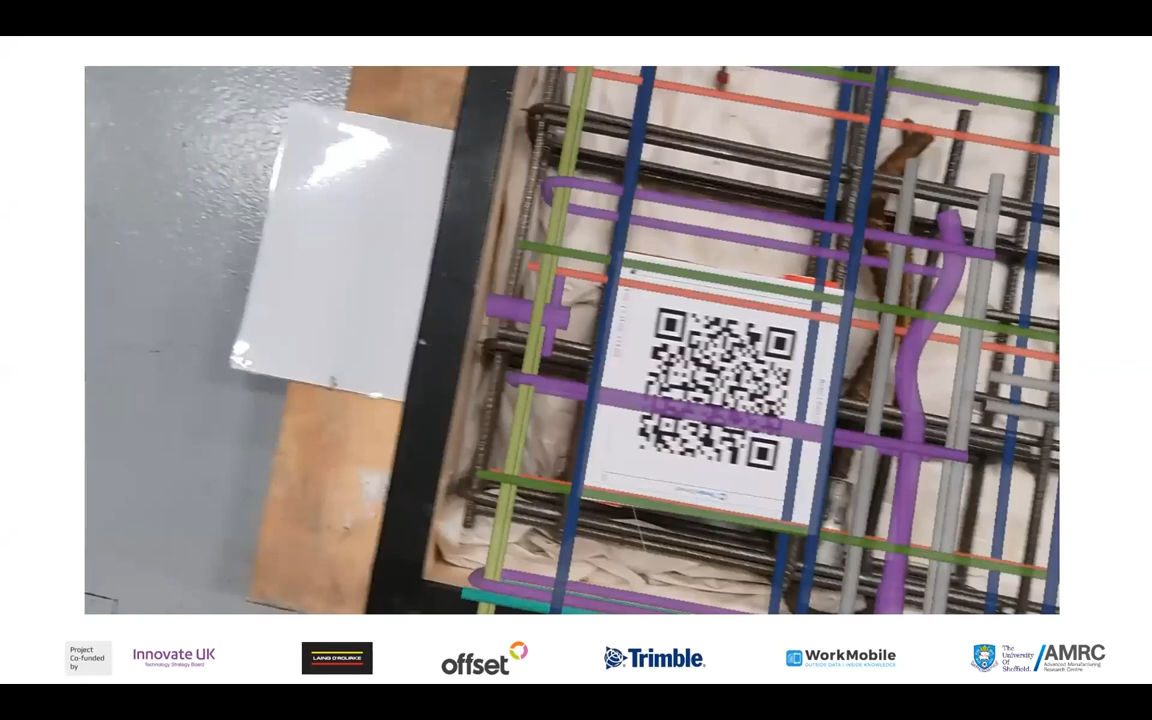 Project
Co-funded
by
Innovate UK
Technology Strategy Board
LAING O'ROURKE
offset
Trimble.
WorkMobile
OUTSIDE DATA | INSIDE KNOWLEDGE
The
University
Of
Sheffield.
AMRC
Advanced Manufacturing
Research Centre